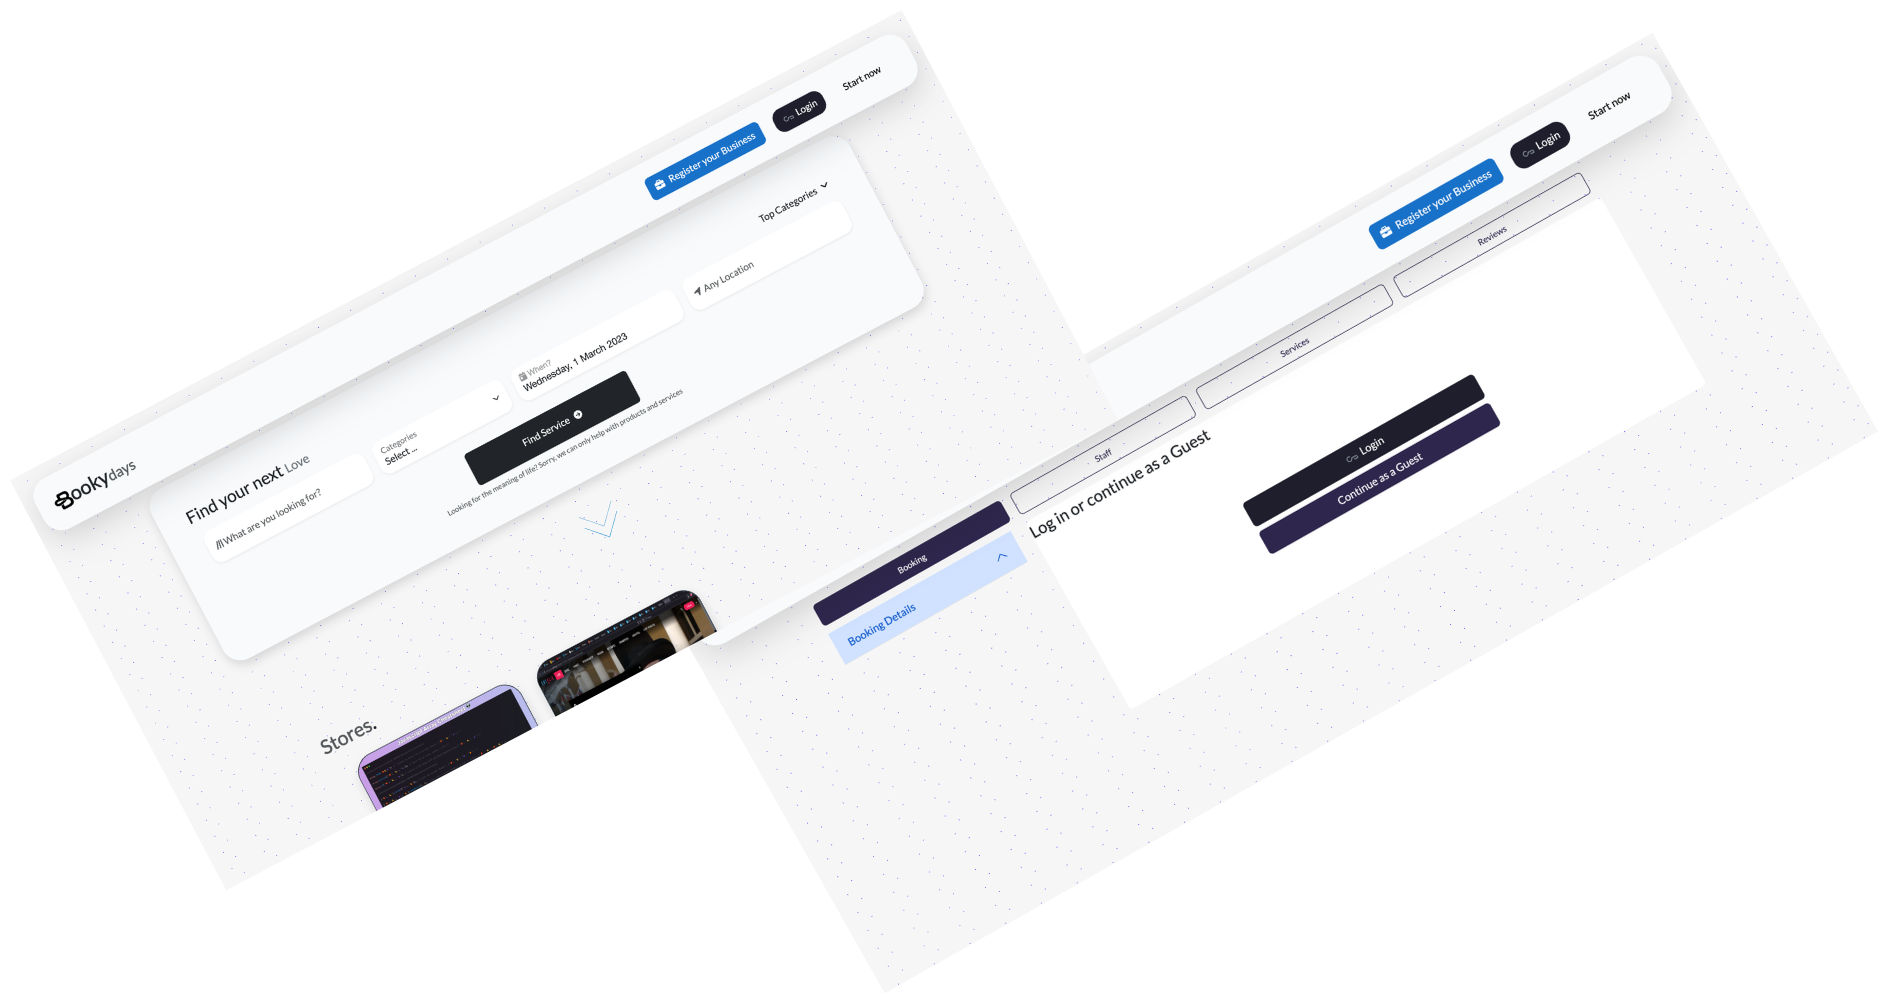 Bookydays
Register your Business
Login
Start now
Find your next Love
Top Categories
What are you looking for?
Categories
Select ...
When?
Wednesday, 1 March 2023
Any Location
Find Service
Looking for the meaning of life? Sorry, we can only help with products and services
Stores.
Register your Business
Login
Start now
Booking
Staff
Services
Reviews
Booking Details
Log in or continue as a Guest
Login
Continue as a Guest